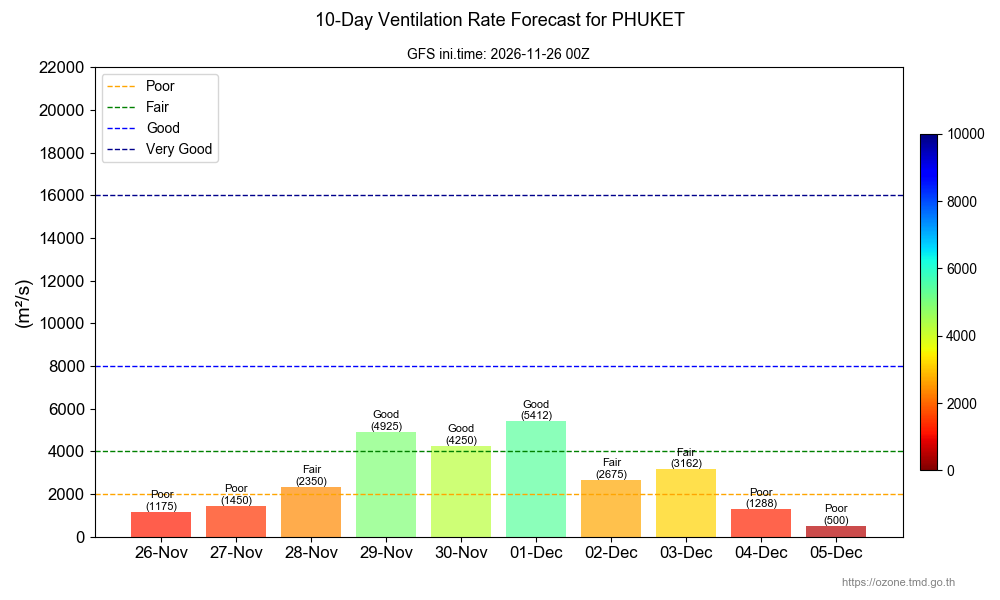 10-Day Ventilation Rate Forecast for PHUKET
GFS ini.time: 2026-11-26 00Z
22000
20000
18000
16000
14000
12000
10000
8000
6000
4000
2000
0
(m²/s)
Poor
Fair
Good
Very Good
Poor
(1175)
Poor
(1450)
Fair
(2350)
Good
(4925)
Good
(4250)
Good
(5412)
Fair
(2675)
Fair
(3162)
Poor
(1288)
Poor
(500)
26-Nov
27-Nov
28-Nov
29-Nov
30-Nov
01-Dec
02-Dec
03-Dec
04-Dec
05-Dec
10000
8000
6000
4000
2000
0
https://ozone.tmd.go.th